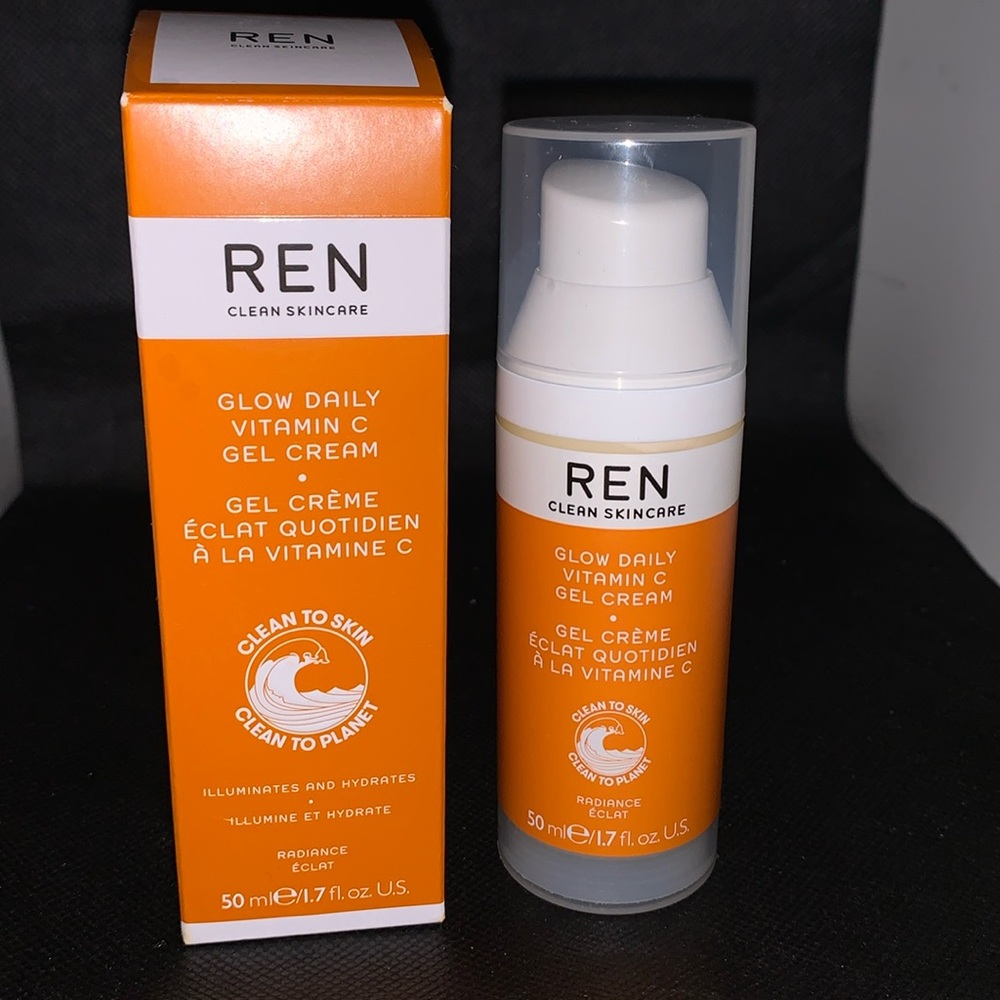 REN
CLEAN SKINCARE
REN
CLEAN SKINCARE
GLOW DAILY
VITAMIN C
GEL CREAM
•
GEL CRÈME
ÉCLAT QUOTIDIEN
À LA VITAMINE C
CLEAN TO SKIN
CLEAN TO PLANET
ILLUMINATES AND HYDRATES
•
ILLUMINE ET HYDRATE
RADIANCE
ÉCLAT
50 ml℮/1.7 fl. oz. U.S.
REN
CLEAN SKINCARE
GLOW DAILY
VITAMIN C
GEL CREAM
•
GEL CRÈME
ÉCLAT QUOTIDIEN
À LA VITAMINE C
CLEAN TO SKIN
CLEAN TO PLANET
RADIANCE
ÉCLAT
50 ml℮/1.7 fl. oz. U.S.